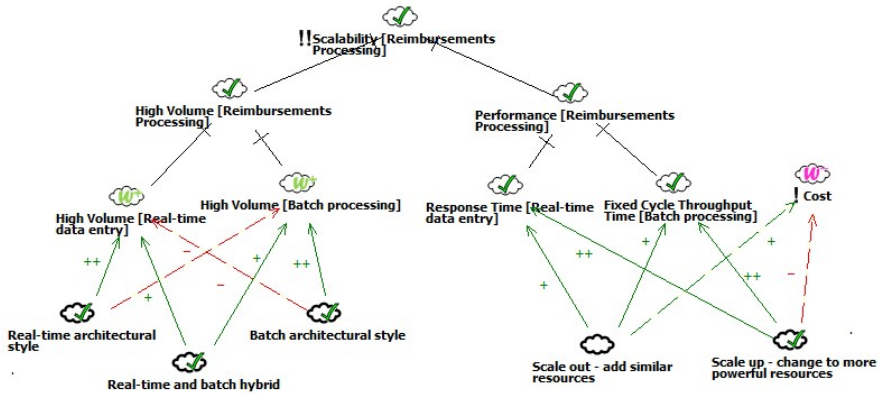 !!Scalability [Reimbursements
Processing]
High Volume [Reimbursements
Processing]
Performance [Reimbursements
Processing]
W+
W+
W-
High Volume [Real-time
data entry]
High Volume [Batch processing]
Response Time [Real-time
data entry]
Fixed Cycle Throughput
Time [Batch processing]
! Cost
++
-
+
-
+
++
+
++
+
++
+
-
Real-time architectural
style
Batch architectural style
Real-time and batch hybrid
Scale out - add similar
resources
Scale up - change to more
powerful resources